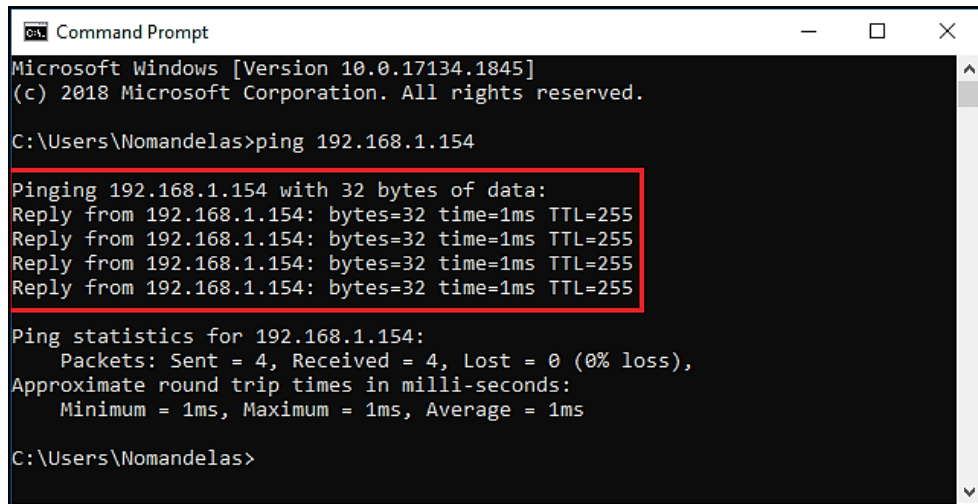 Command Prompt
Microsoft Windows [Version 10.0.17134.1845]
(c) 2018 Microsoft Corporation. All rights reserved.
C:\Users\Nomandelas>ping 192.168.1.154
Pinging 192.168.1.154 with 32 bytes of data:
Reply from 192.168.1.154: bytes=32 time=1ms TTL=255
Reply from 192.168.1.154: bytes=32 time=1ms TTL=255
Reply from 192.168.1.154: bytes=32 time=1ms TTL=255
Reply from 192.168.1.154: bytes=32 time=1ms TTL=255
Ping statistics for 192.168.1.154:
    Packets: Sent = 4, Received = 4, Lost = 0 (0% loss),
Approximate round trip times in milli-seconds:
    Minimum = 1ms, Maximum = 1ms, Average = 1ms
C:\Users\Nomandelas>